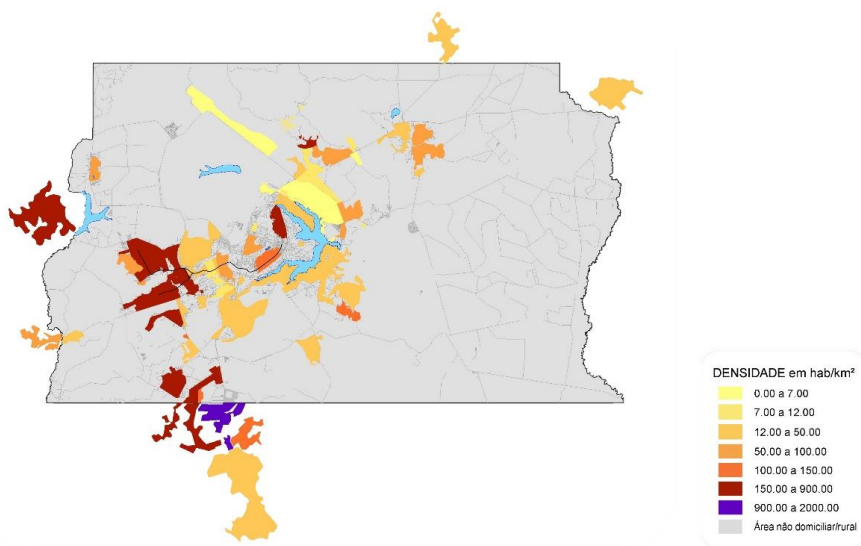 DENSIDADE em hab/km²
0.00 a 7.00
7.00 a 12.00
12.00 a 50.00
50.00 a 100.00
100.00 a 150.00
150.00 a 900.00
900.00 a 2000.00
Área não domiciliar/rural